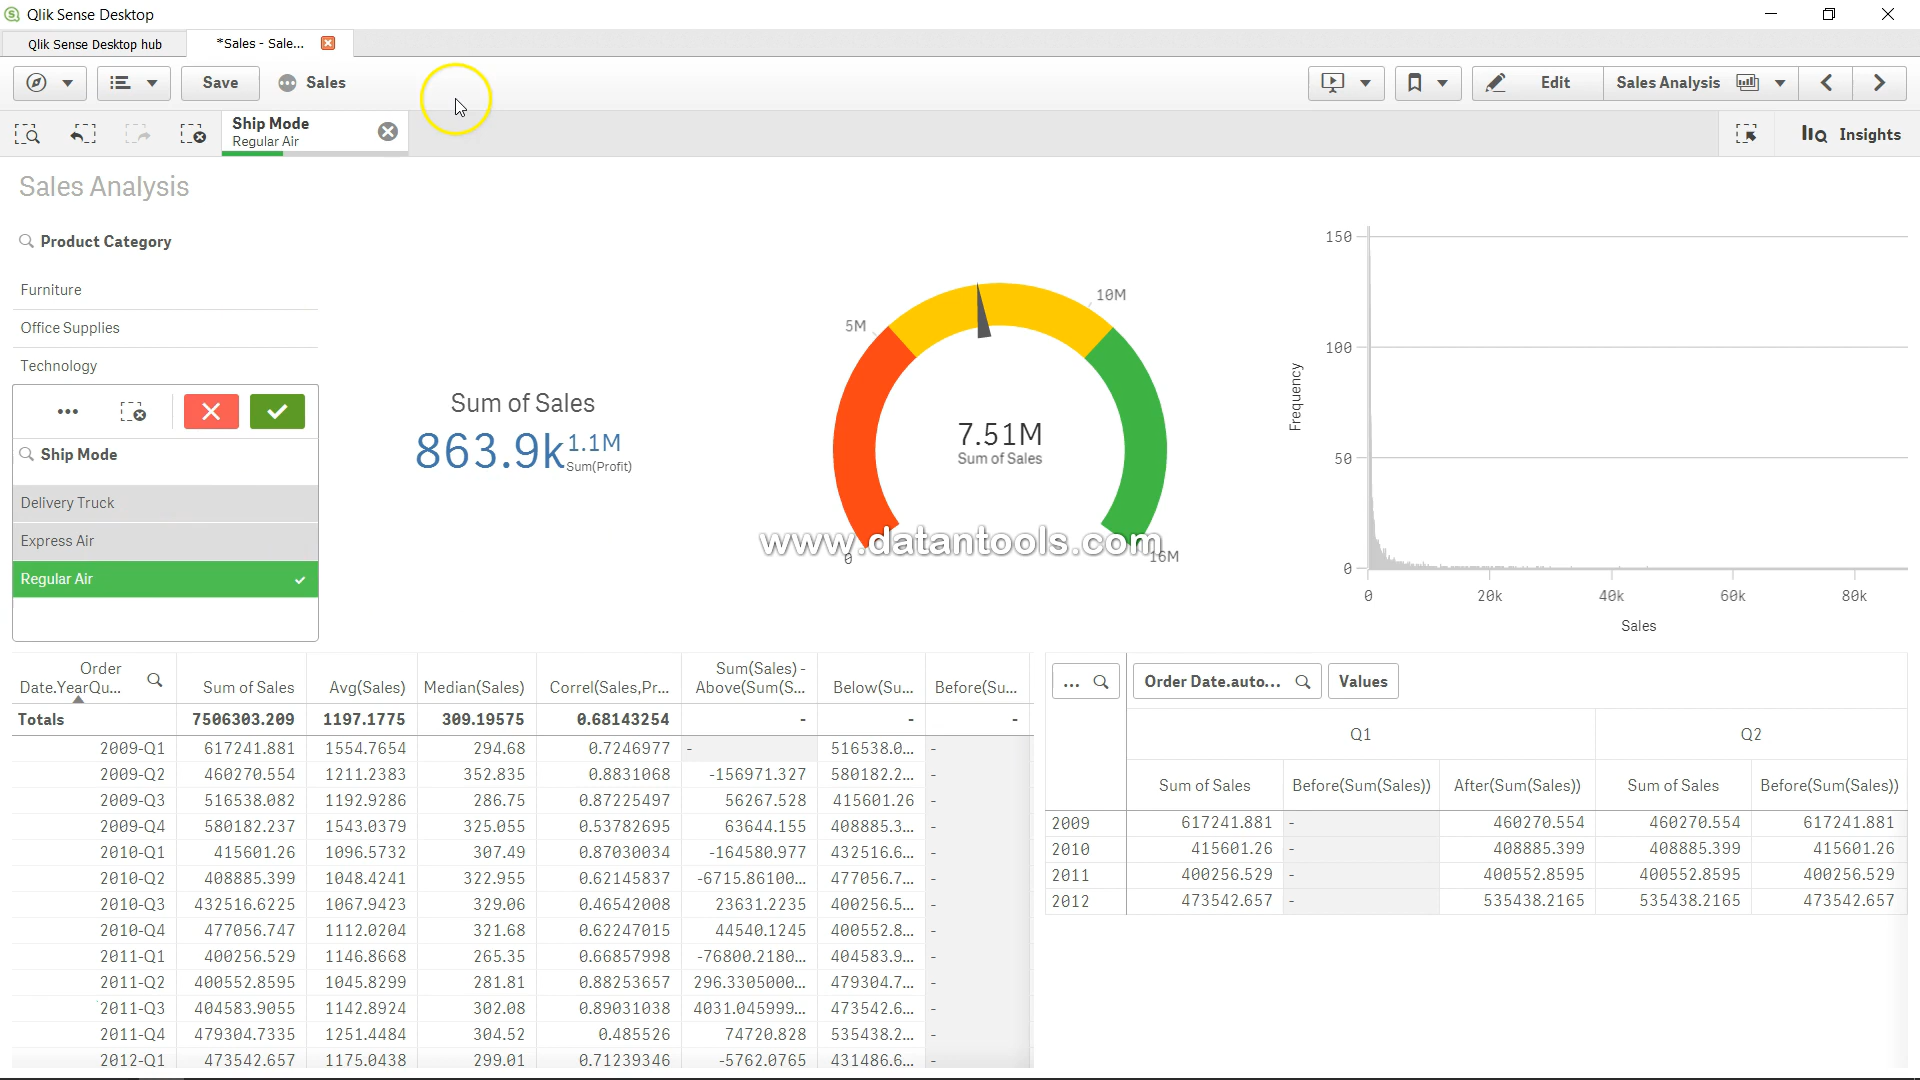 Qlik Sense Desktop
Qlik Sense Desktop hub
*Sales - Sale...
Save
Sales
Edit
Sales Analysis
Ship Mode
Regular Air
Insights
Sales Analysis
Product Category
Furniture
Office Supplies
Technology
Ship Mode
Delivery Truck
Express Air
Regular Air
Sum of Sales
863.9k
1.1M
Sum(Profit)
0
5M
10M
16M
7.51M
Sum of Sales
www.datantools.com
Frequency
150
100
50
0
0 20k 40k 60k 80k
Sales
Order
Date.YearQu... Sum of Sales Avg(Sales) Median(Sales) Correl(Sales,Pr... Sum(Sales) -
Above(Sum(S... Below(Su... Before(Su...
Totals 7506303.209 1197.1775 309.19575 0.68143254 - - -
2009-Q1 617241.881 1554.7654 294.68 0.7246977 - 516538.0... -
2009-Q2 460270.554 1211.2383 352.835 0.8831068 -156971.327 580182.2... -
2009-Q3 516538.082 1192.9286 286.75 0.87225497 56267.528 415601.26 -
2009-Q4 580182.237 1543.0379 325.055 0.53782695 63644.155 408885.3... -
2010-Q1 415601.26 1096.5732 307.49 0.87030034 -164580.977 432516.6... -
2010-Q2 408885.399 1048.4241 322.955 0.62145837 -6715.86100... 477056.7... -
2010-Q3 432516.6225 1067.9423 329.06 0.46542008 23631.2235 400256.5... -
2010-Q4 477056.747 1112.0204 321.68 0.62247015 44540.1245 400552.8... -
2011-Q1 400256.529 1146.8668 265.35 0.66857998 -76800.2180... 404583.9... -
2011-Q2 400552.8595 1045.8299 281.81 0.88253657 296.3305000... 479304.7... -
2011-Q3 404583.9055 1142.8924 302.08 0.89031038 4031.045999... 473542.6... -
2011-Q4 479304.7335 1251.4484 304.52 0.485526 74720.828 535438.2... -
2012-Q1 473542.657 1175.0438 299.01 0.71239346 -5762.0765 431486.6... -
... Order Date.auto... Values
Q1 Q2
Sum of Sales Before(Sum(Sales)) After(Sum(Sales)) Sum of Sales Before(Sum(Sales))
2009 617241.881 - 460270.554 460270.554 617241.881
2010 415601.26 - 408885.399 408885.399 415601.26
2011 400256.529 - 400552.8595 400552.8595 400256.529
2012 473542.657 - 535438.2165 535438.2165 473542.657